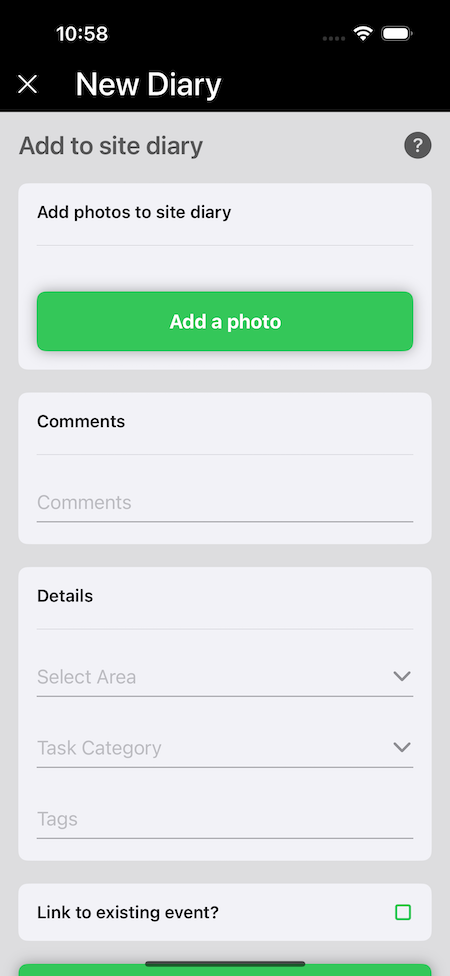 10:58
New Diary
Add to site diary
?
Add photos to site diary
Add a photo
Comments
Comments
Details
Select Area
Task Category
Tags
Link to existing event?